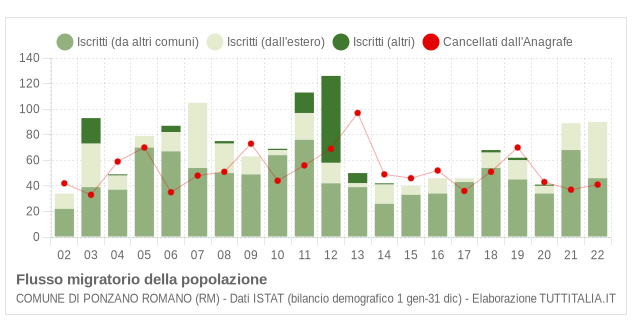 Iscritti (da altri comuni) Iscritti (dall'estero) Iscritti (altri) Cancellati dall'Anagrafe
140
120
100
80
60
40
20
0
02 03 04 05 06 07 08 09 10 11 12 13 14 15 16 17 18 19 20 21 22
Flusso migratorio della popolazione
COMUNE DI PONZANO ROMANO (RM) - Dati ISTAT (bilancio demografico 1 gen-31 dic) - Elaborazione TUTTITALIA.IT